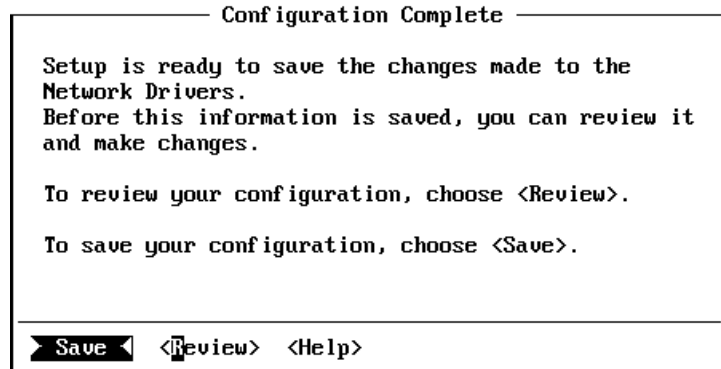 Configuration Complete
Setup is ready to save the changes made to the
Network Drivers.
Before this information is saved, you can review it
and make changes.
To review your configuration, choose <Review>.
To save your configuration, choose <Save>.
Save <Review> <Help>